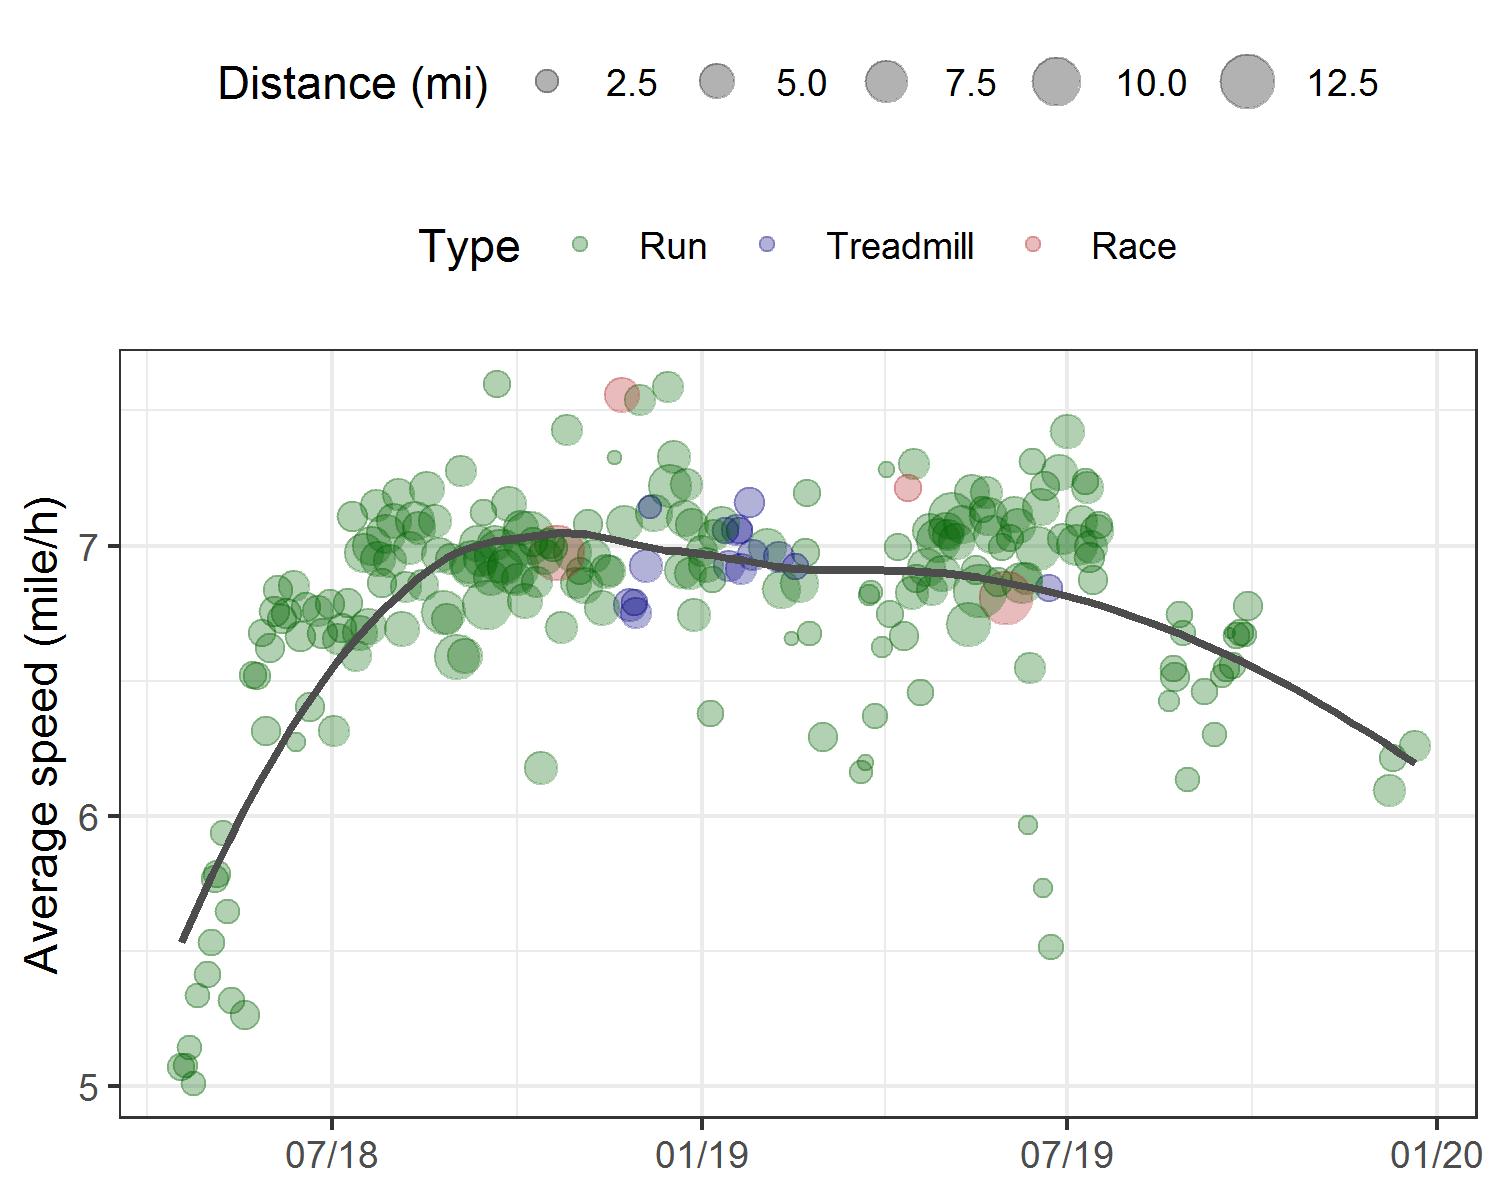 Distance (mi) 2.5 5.0 7.5 10.0 12.5
Type Run Treadmill Race
Average speed (mile/h)
7
6
5
07/18 01/19 07/19 01/20